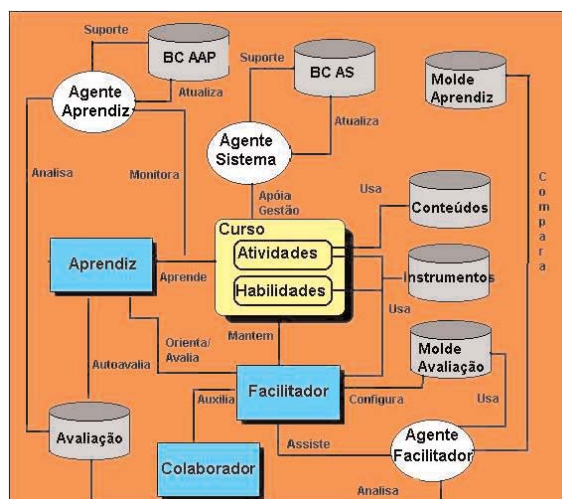 Suporte
BC AAP
Suporte
BC AS
Molde
Aprendiz
Agente
Aprendiz
Atualiza
Agente
Sistema
Atualiza
Analisa
Monitora
Apóia
Gestão
Usa
Compara
Curso
Conteúdos
Atividades
Aprendiz
Aprende
Instrumentos
Habilidades
Usa
Mantem
Orienta/
Avalia
Molde
Avaliação
Autoavalia
Facilitador
Auxilia
Configura
Usa
Avaliação
Assiste
Agente
Facilitador
Colaborador
Analisa